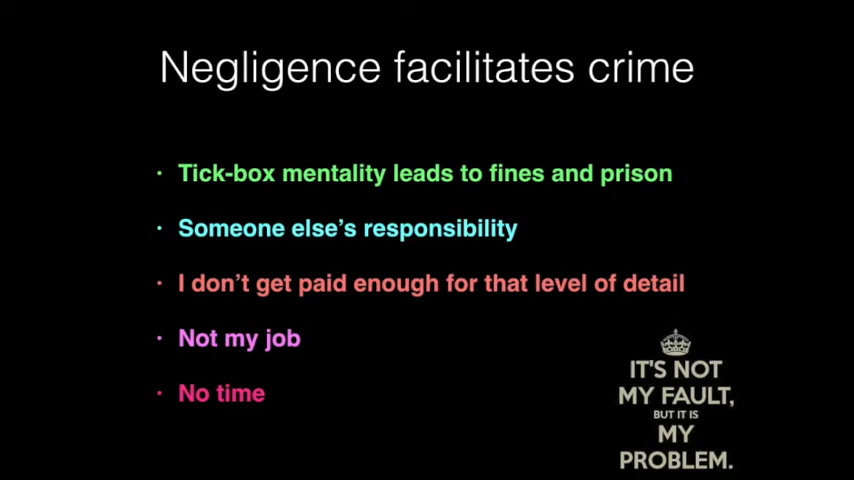 Negligence facilitates crime
· Tick-box mentality leads to fines and prison
· Someone else’s responsibility
· I don’t get paid enough for that level of detail
· Not my job
· No time
IT'S NOT
MY FAULT,
BUT IT IS
MY
PROBLEM.